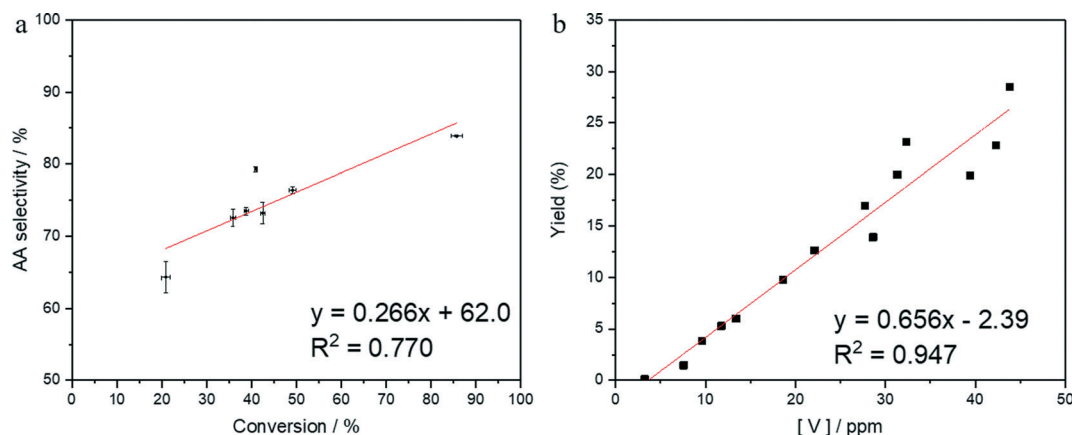 a
100
90
80
70
60
50
AA selectivity / %
y = 0.266x + 62.0
R² = 0.770
0 10 20 30 40 50 60 70 80 90 100
Conversion / %
b
35
30
25
20
15
10
5
0
Yield (%)
y = 0.656x - 2.39
R² = 0.947
0 10 20 30 40 50
[ V ] / ppm